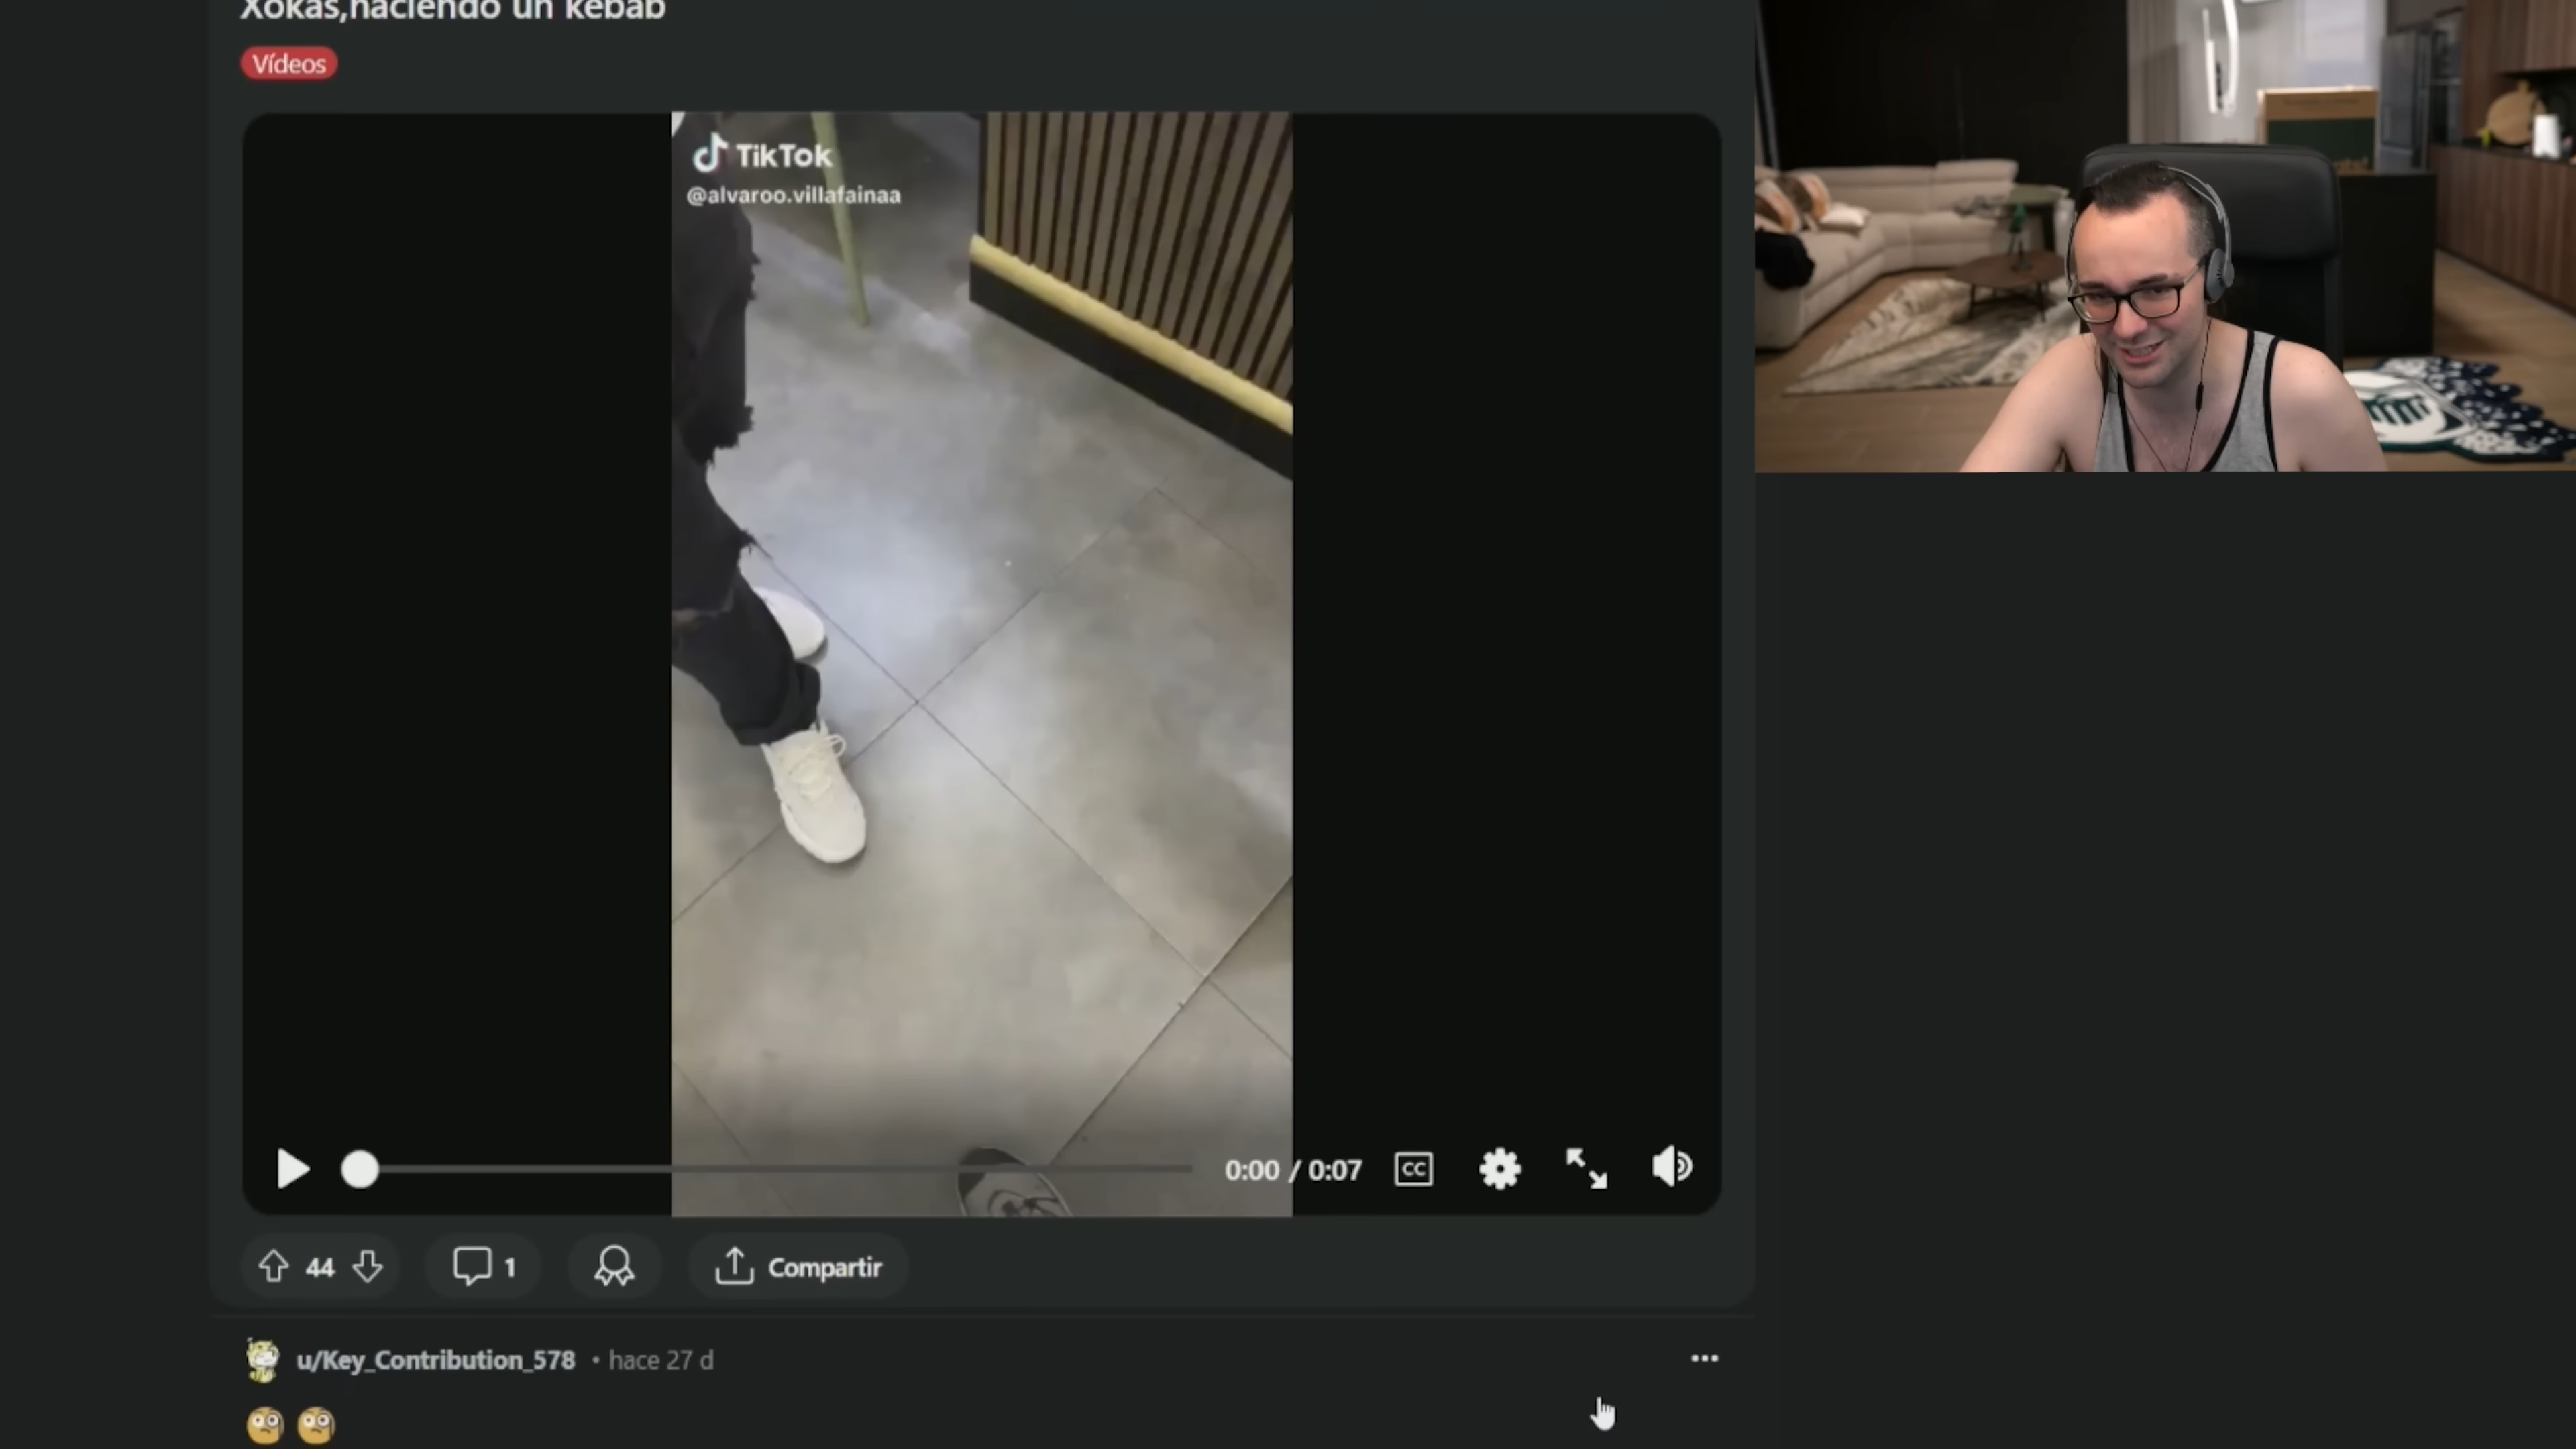 Xokas,haciendo un kebab
Vídeos
TikTok
@alvaroo.villafainaa
0:00 / 0:07
CC
44
1
Compartir
u/Key_Contribution_578 • hace 27 d